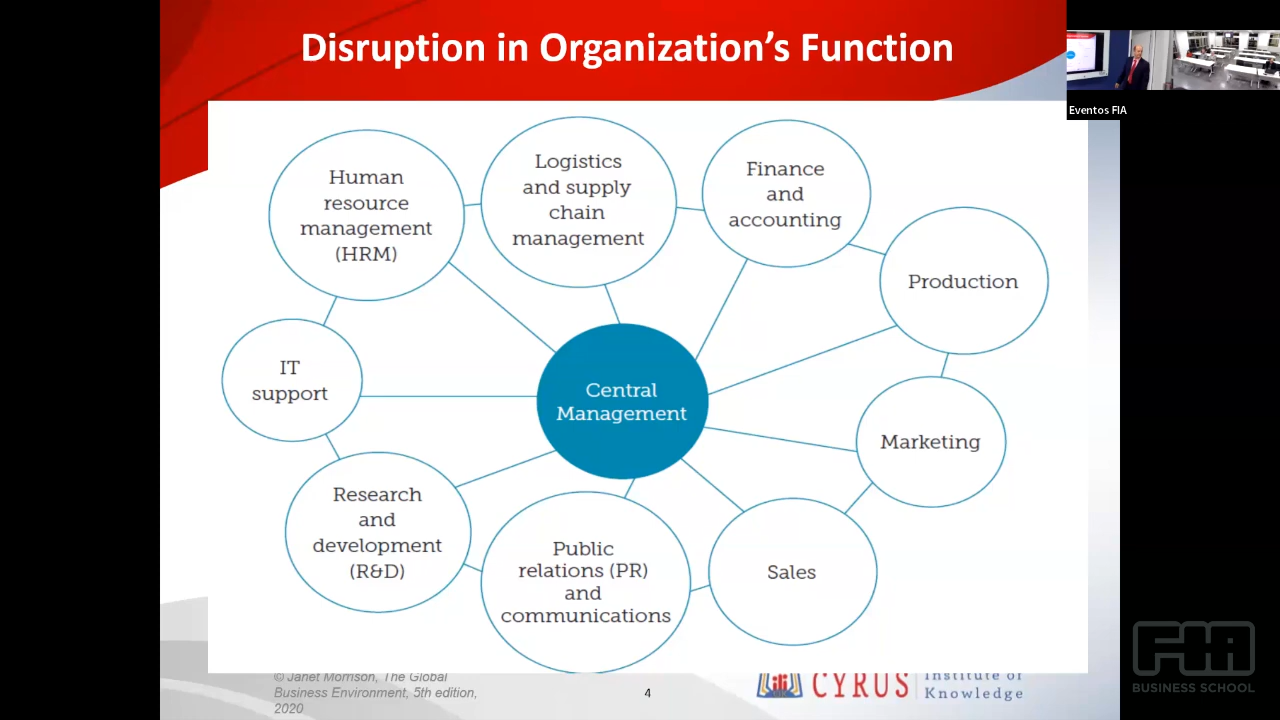 Disruption in Organization's Function
Eventos FIA
Human
resource
management
(HRM)
Logistics
and supply
chain
management
Finance
and
accounting
Production
IT
support
Central
Management
Marketing
Research
and
development
(R&D)
Public
relations (PR)
and
communications
Sales
© Janet Morrison, The Global
Business Environment, 5th edition,
2020
4
CYRUS
Institute of
Knowledge
FIA
BUSINESS SCHOOL